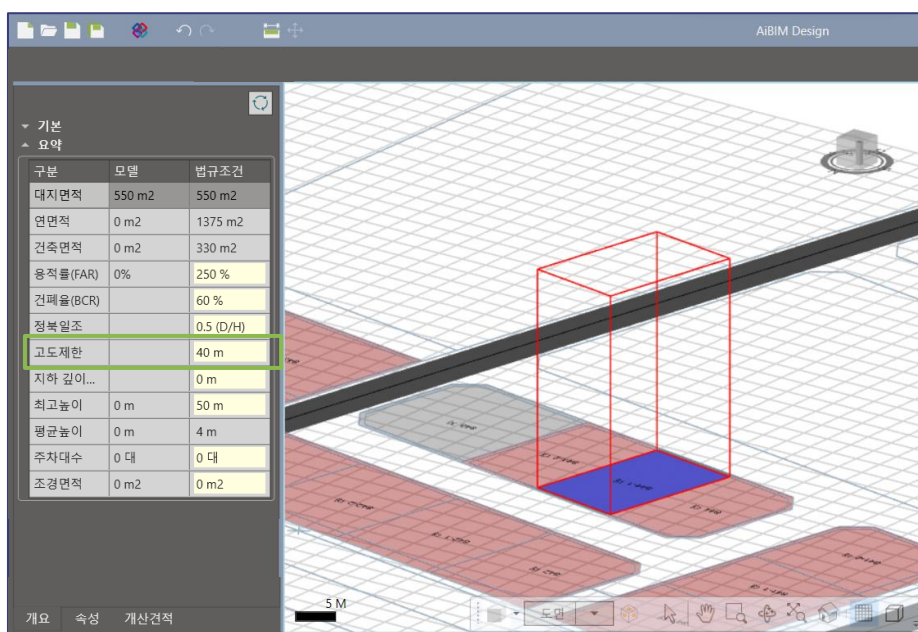 AiBIM Design
기본
요약
구분 모델 법규조건
대지면적 550 m2 550 m2
연면적 0 m2 1375 m2
건축면적 0 m2 330 m2
용적률(FAR) 0% 250 %
건폐율(BCR) 60 %
정북일조 0.5 (D/H)
고도제한 40 m
지하 깊이... 0 m
최고높이 0 m 50 m
평균높이 0 m 4 m
주차대수 0 대 0 대
조경면적 0 m2 0 m2
5 M
도면
개요 속성 개산견적